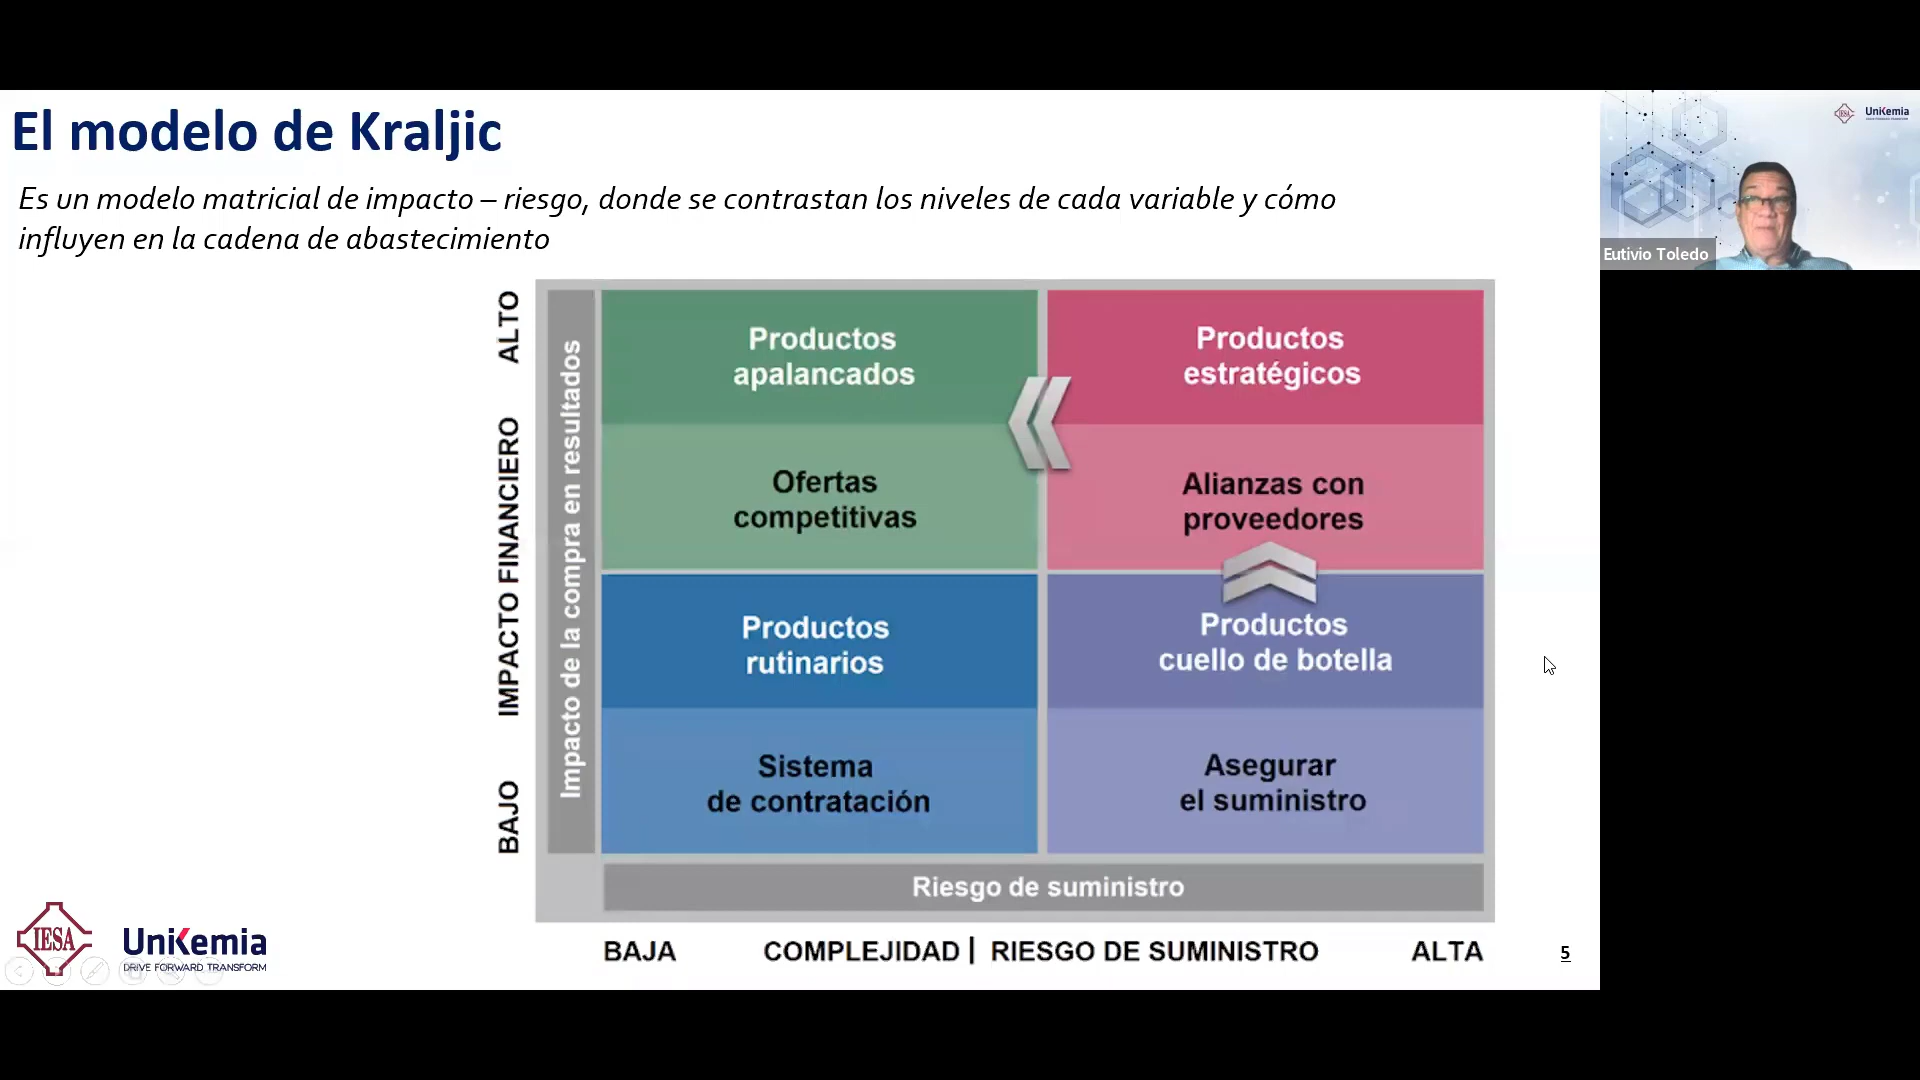 El modelo de Kraljic
Es un modelo matricial de impacto – riesgo, donde se contrastan los niveles de cada variable y cómo
influyen en la cadena de abastecimiento
UniKemia
Eutivio Toledo
ALTO
IMPACTO FINANCIERO
BAJO
Impacto de la compra en resultados
Productos
apalancados
Ofertas
competitivas
Productos
estratégicos
Alianzas con
proveedores
Productos
rutinarios
Sistema
de contratación
Productos
cuello de botella
Asegurar
el suministro
Riesgo de suministro
BAJA
COMPLEJIDAD | RIESGO DE SUMINISTRO
ALTA
IESA
UniKemia
DRIVE FORWARD TRANSFORM
5